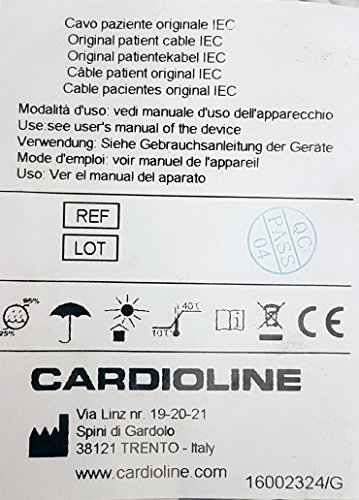 Cavo paziente originale IEC
Original patient cable IEC
Original patientekabel IEC
Câble patient original IEC
Cable pacientes original IEC
Modalità d'uso: vedi manuale d'uso dell'apparecchio
Use:see user's manual of the device
Verwendung: Siehe Gebrauchsanleitung der Geräte
Mode d'emploi: voir manuel de l'appareil
Uso: Ver el manual del aparato
REF
LOT
QC
PASS
04
95%
25%
40°C
10°C
i
CE
CARDIOLINE
Via Linz nr. 19-20-21
Spini di Gardolo
38121 TRENTO - Italy
www.cardioline.com
16002324/G